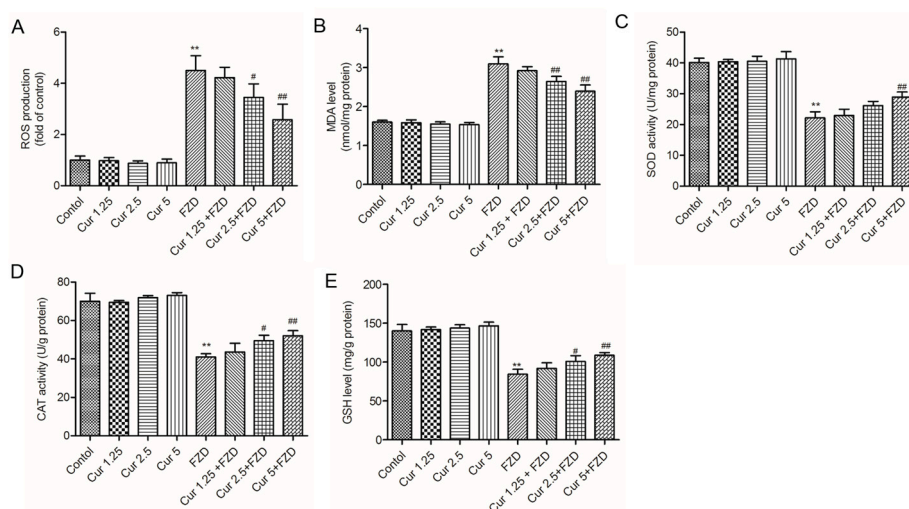 A
ROS production
(fold of control)
6
4
2
0
**
#
##
Contol
Cur 1.25
Cur 2.5
Cur 5
FZD
Cur 1.25 +FZD
Cur 2.5+FZD
Cur 5+FZD
B
MDA level
(nmol/mg protein)
4
3
2
1
0
**
##
##
Contol
Cur 1.25
Cur 2.5
Cur 5
FZD
Cur 1.25 + FZD
Cur 2.5+FZD
Cur 5+FZD
C
SOD activity (U/mg protein)
50
40
30
20
10
0
**
##
Contol
Cur 1.25
Cur 2.5
Cur 5
FZD
Cur 1.25 +FZD
Cur 2.5+FZD
Cur 5+FZD
D
CAT activity (U/g protein)
80
60
40
20
0
**
#
##
Contol
Cur 1.25
Cur 2.5
Cur 5
FZD
Cur 1.25 +FZD
Cur 2.5+FZD
Cur 5+FZD
E
GSH level (mg/g protein)
200
150
100
50
0
**
#
##
Contol
Cur 1.25
Cur 2.5
Cur 5
FZD
Cur 1.25 + FZD
Cur 2.5+FZD
Cur 5+FZD